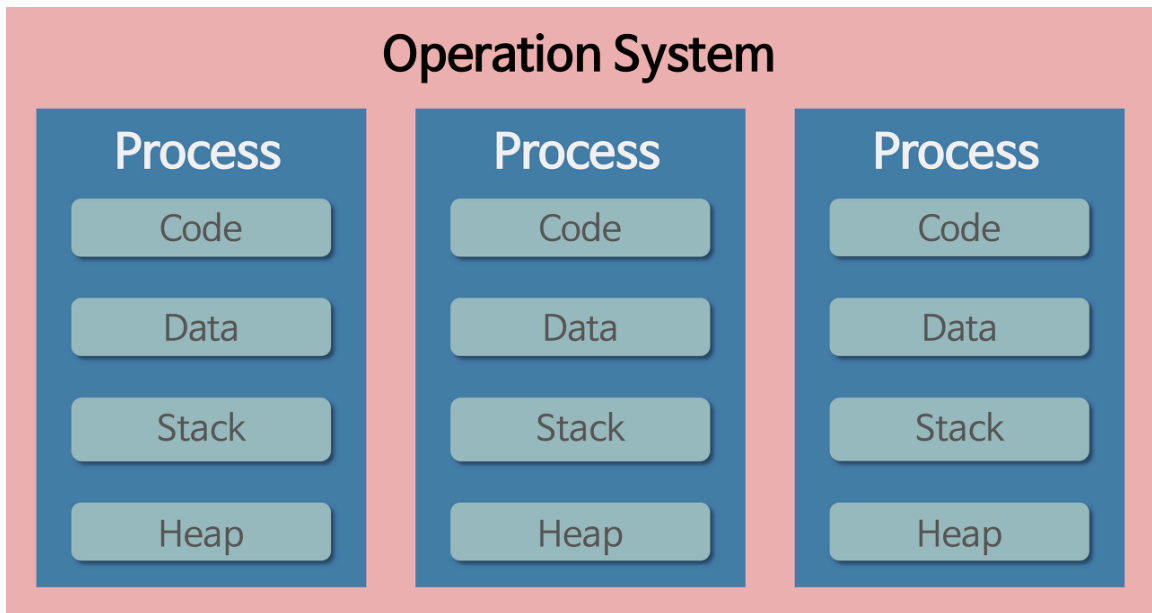 Operation System
Process
Code
Data
Stack
Heap
Process
Code
Data
Stack
Heap
Process
Code
Data
Stack
Heap